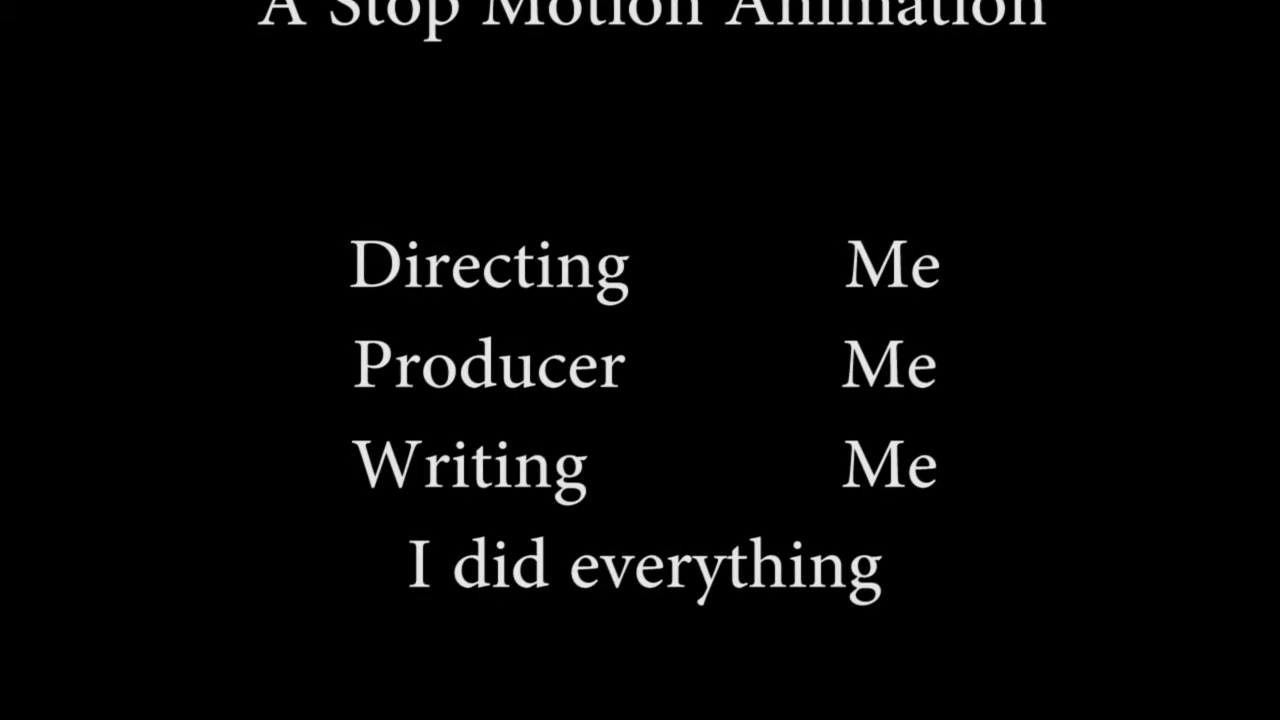 A Stop Motion Animation
Directing Me
Producer Me
Writing Me
I did everything